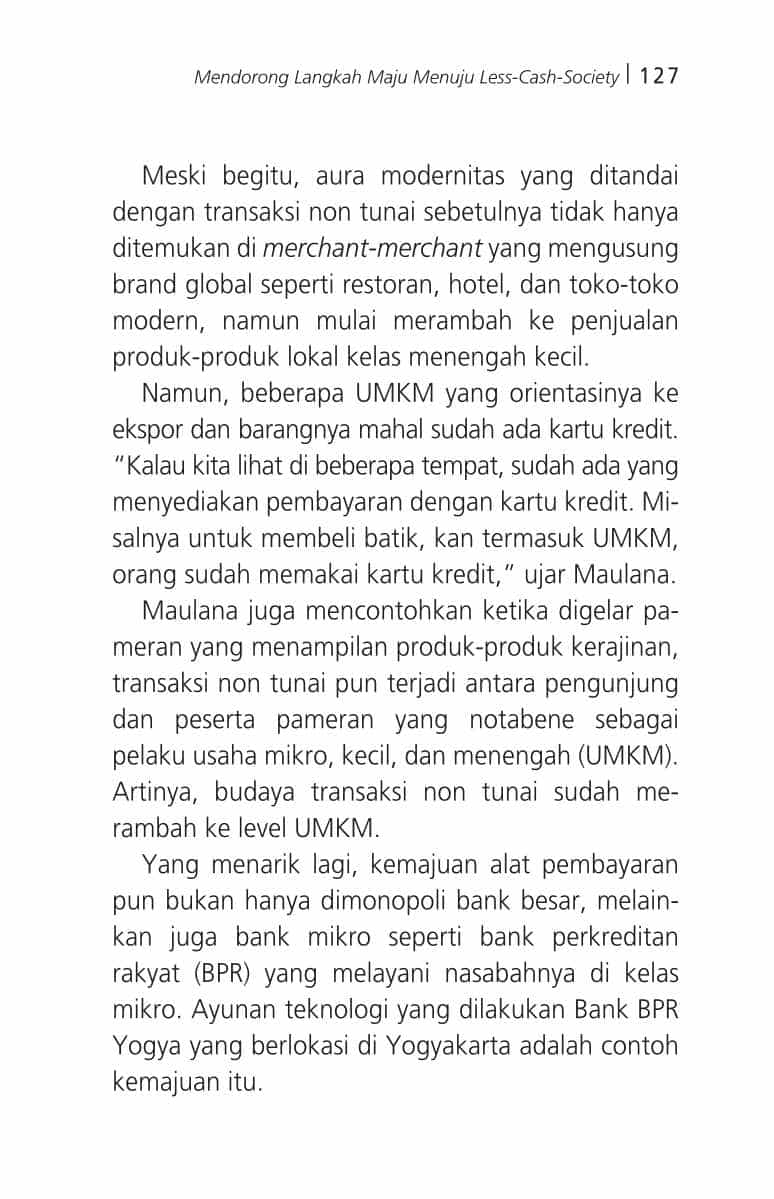 Mendorong Langkah Maju Menuju Less-Cash-Society | 127
Meski begitu, aura modernitas yang ditandai
dengan transaksi non tunai sebetulnya tidak hanya
ditemukan di merchant-merchant yang mengusung
brand global seperti restoran, hotel, dan toko-toko
modern, namun mulai merambah ke penjualan
produk-produk lokal kelas menengah kecil.
Namun, beberapa UMKM yang orientasinya ke
ekspor dan barangnya mahal sudah ada kartu kredit.
“Kalau kita lihat di beberapa tempat, sudah ada yang
menyediakan pembayaran dengan kartu kredit. Mi-
salnya untuk membeli batik, kan termasuk UMKM,
orang sudah memakai kartu kredit,” ujar Maulana.
Maulana juga mencontohkan ketika digelar pa-
meran yang menampilan produk-produk kerajinan,
transaksi non tunai pun terjadi antara pengunjung
dan peserta pameran yang notabene sebagai
pelaku usaha mikro, kecil, dan menengah (UMKM).
Artinya, budaya transaksi non tunai sudah me-
rambah ke level UMKM.
Yang menarik lagi, kemajuan alat pembayaran
pun bukan hanya dimonopoli bank besar, melain-
kan juga bank mikro seperti bank perkreditan
rakyat (BPR) yang melayani nasabahnya di kelas
mikro. Ayunan teknologi yang dilakukan Bank BPR
Yogya yang berlokasi di Yogyakarta adalah contoh
kemajuan itu.